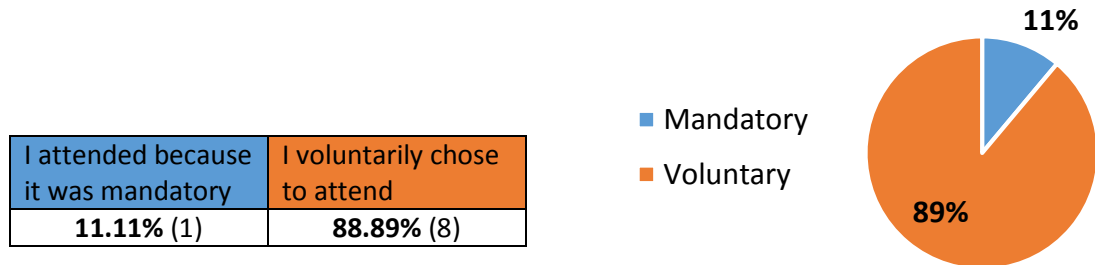 I attended because
it was mandatory
I voluntarily chose
to attend
11.11% (1)
88.89% (8)
Mandatory
Voluntary
11%
89%